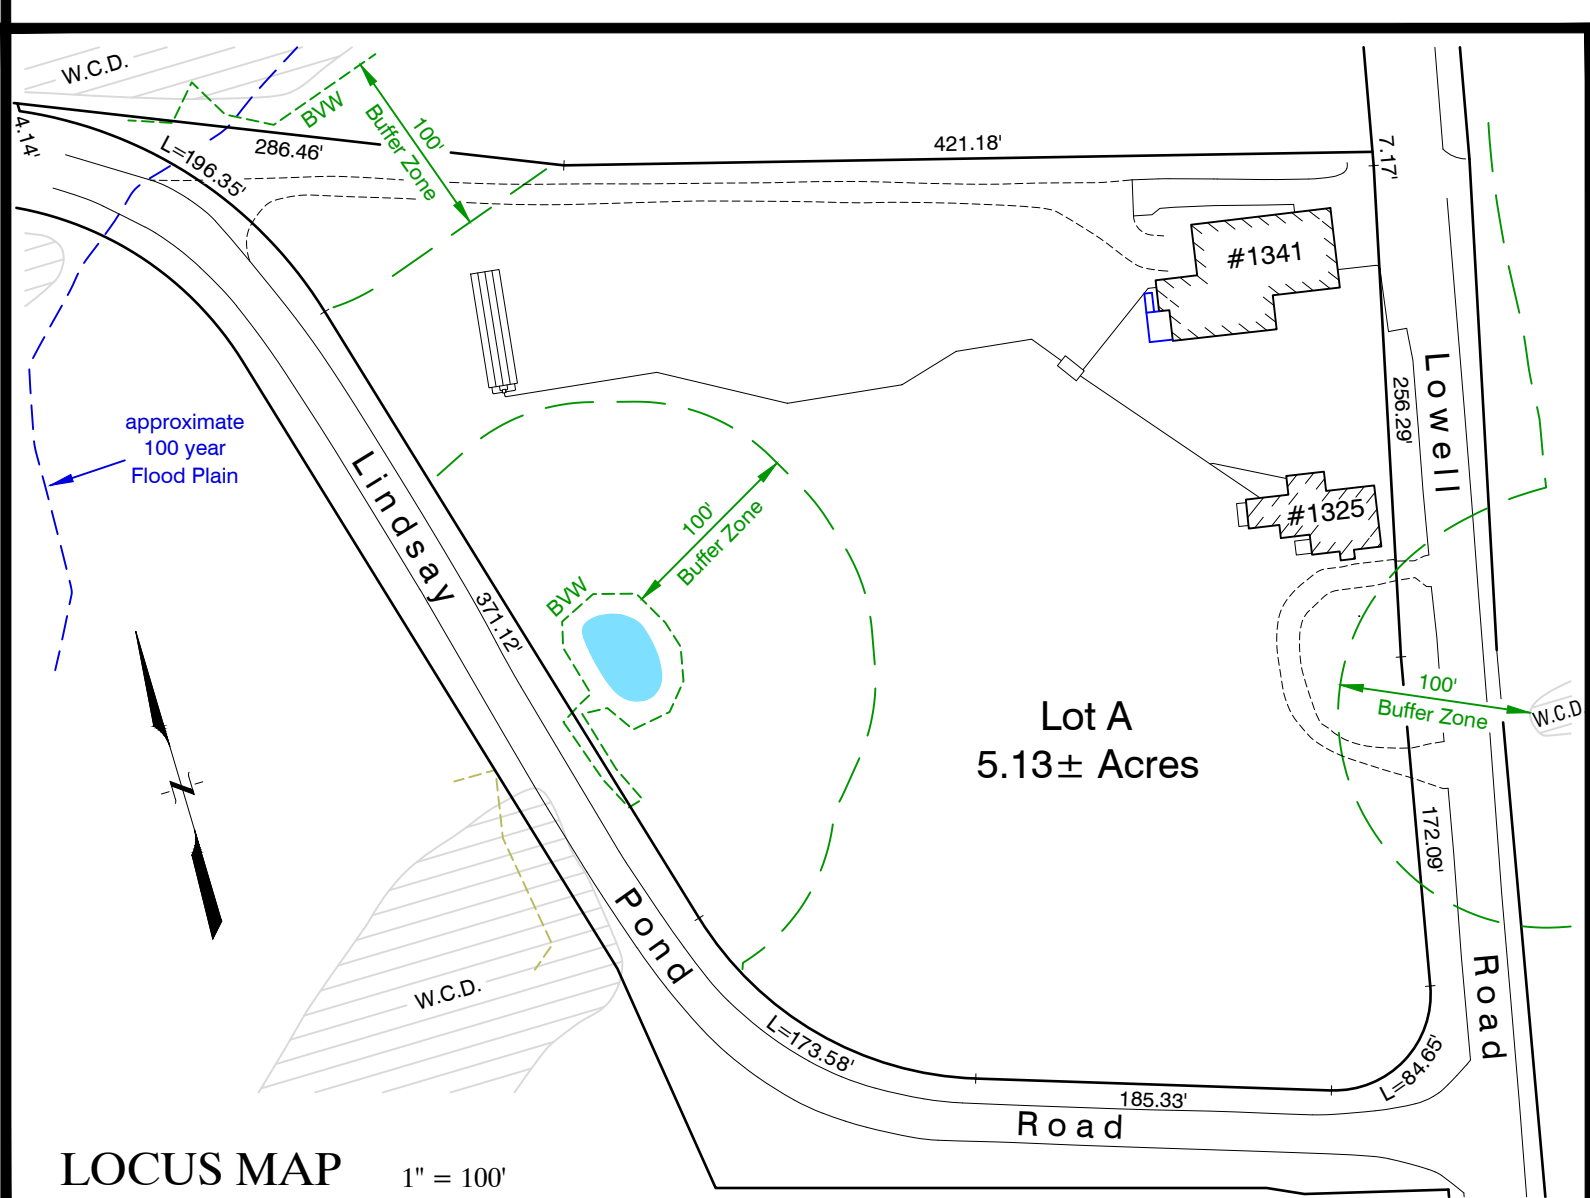 W.C.D.
BVW
100'
Buffer Zone
4.14'
L=196.35'
286.46'
421.18'
7.17'
#1341
256.29'
Lowell
approximate
100 year
Flood Plain
Lindsay
#1325
100'
Buffer Zone
BVW
371.12'
100'
Buffer Zone
W.C.D
Lot A
5.13± Acres
N
172.09'
Pond
W.C.D.
Road
L=173.58'
L=84.65'
185.33'
Road
LOCUS MAP
1" = 100'